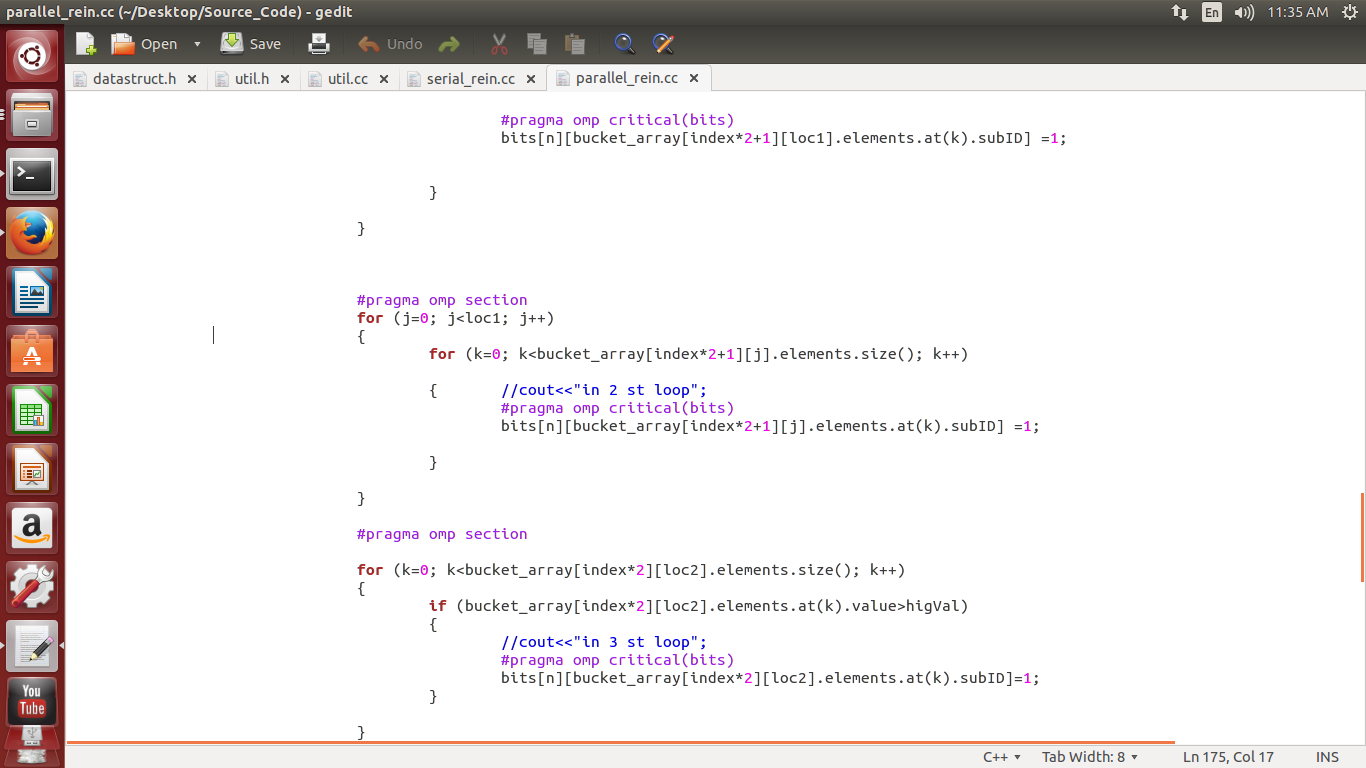 parallel_rein.cc (~/Desktop/Source_Code) - gedit
En
11:35 AM
Open
Save
Undo
datastruct.h
util.h
util.cc
serial_rein.cc
parallel_rein.cc
#pragma omp critical(bits)
bits[n][bucket_array[index*2+1][loc1].elements.at(k).subID] =1;
}
}
#pragma omp section
for (j=0; j<loc1; j++)
{
for (k=0; k<bucket_array[index*2+1][j].elements.size(); k++)
{ //cout<<"in 2 st loop";
#pragma omp critical(bits)
bits[n][bucket_array[index*2+1][j].elements.at(k).subID] =1;
}
}
#pragma omp section
for (k=0; k<bucket_array[index*2][loc2].elements.size(); k++)
{
if (bucket_array[index*2][loc2].elements.at(k).value>higVal)
{
//cout<<"in 3 st loop";
#pragma omp critical(bits)
bits[n][bucket_array[index*2][loc2].elements.at(k).subID]=1;
}
}
C++
Tab Width: 8
Ln 175, Col 17
INS
>_
A
a
You
Tube